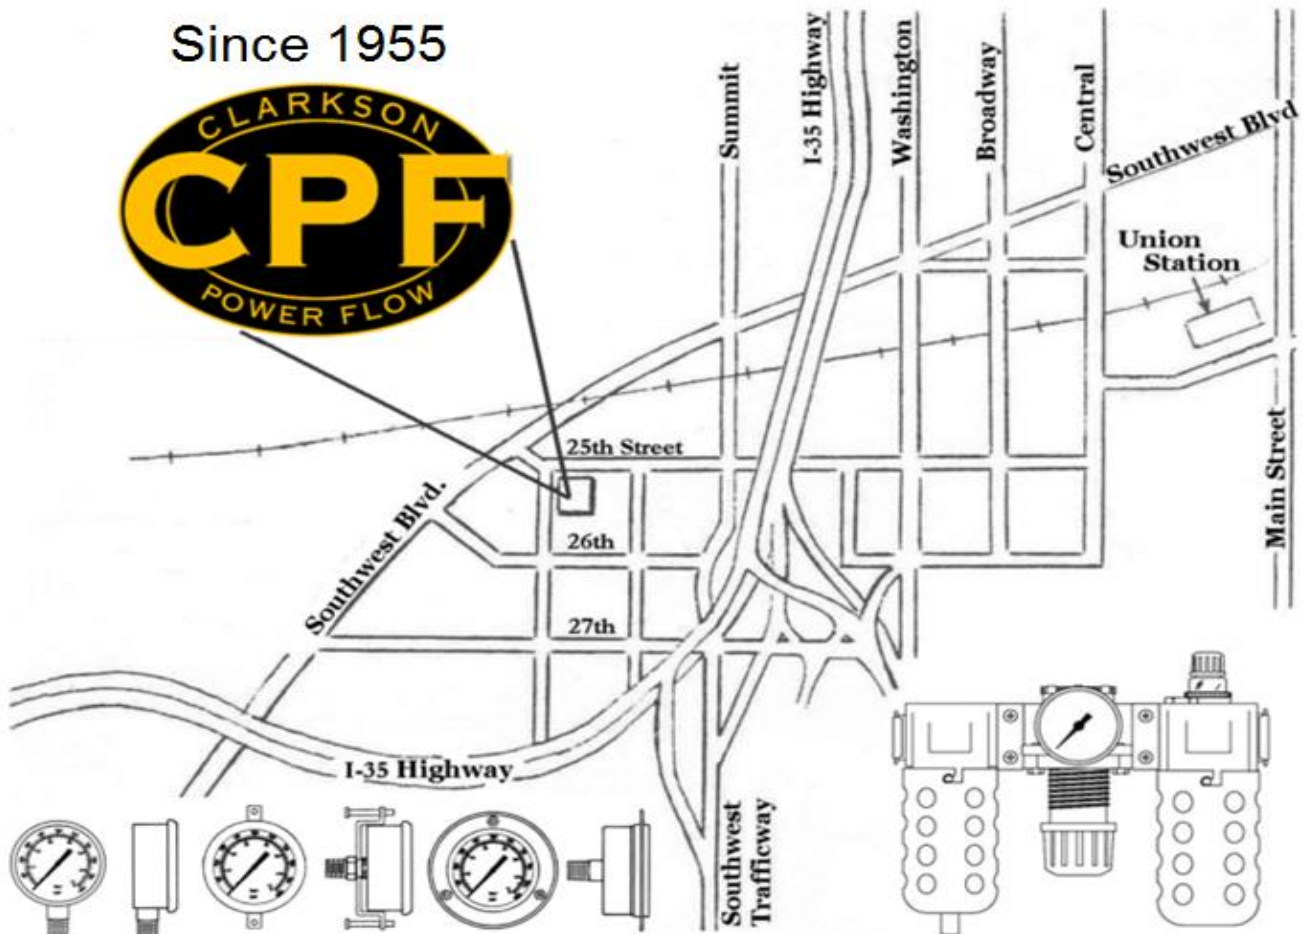 Since 1955
CLARKSON
CPF
POWER FLOW
Summit
I-35 Highway
Washington
Broadway
Central
Southwest Blvd
Union
Station
25th Street
Southwest Blvd.
26th
27th
Main Street
I-35 Highway
Southwest
Trafficway